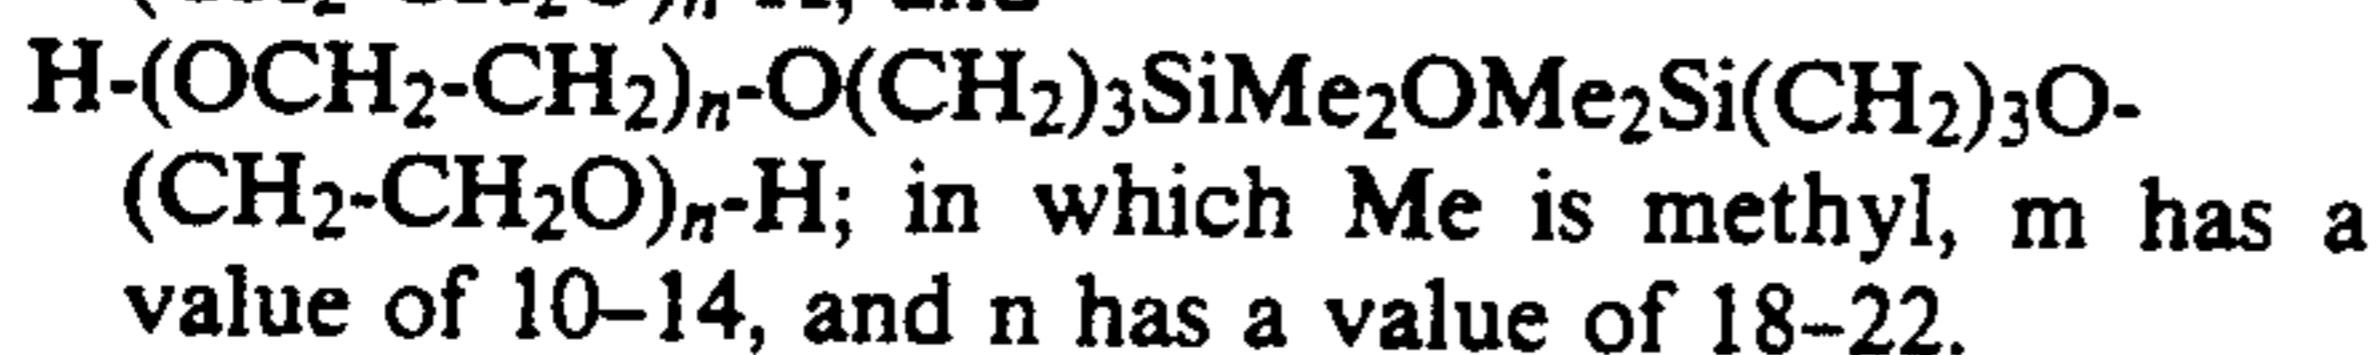 H-(OCH₂-CH₂)ₙ-O(CH₂)₃SiMe₂OMe₂Si(CH₂)₃O-
(CH₂-CH₂O)ₙ-H; in which Me is methyl, m has a
value of 10–14, and n has a value of 18–22.